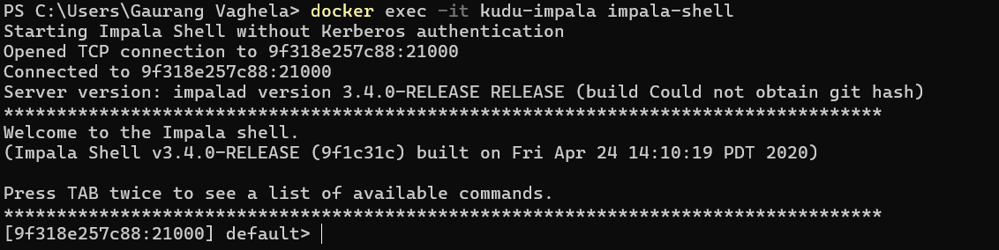 PS C:\Users\Gaurang Vaghela> docker exec -it kudu-impala impala-shell
Starting Impala Shell without Kerberos authentication
Opened TCP connection to 9f318e257c88:21000
Connected to 9f318e257c88:21000
Server version: impalad version 3.4.0-RELEASE RELEASE (build Could not obtain git hash)
***********************************************************************************
Welcome to the Impala shell.
(Impala Shell v3.4.0-RELEASE (9f1c31c) built on Fri Apr 24 14:10:19 PDT 2020)
Press TAB twice to see a list of available commands.
***********************************************************************************
[9f318e257c88:21000] default>